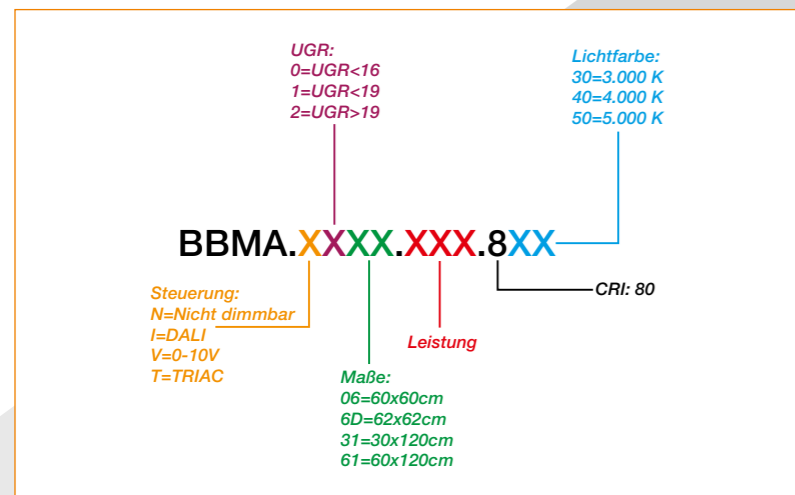 UGR:
0=UGR<16
1=UGR<19
2=UGR>19
Lichtfarbe:
30=3.000 K
40=4.000 K
50=5.000 K
BBMA.XXXX.XXX.8XX
Steuerung:
N=Nicht dimmbar
I=DALI
V=0-10V
T=TRIAC
CRI: 80
Leistung
Maße:
06=60x60cm
6D=62x62cm
31=30x120cm
61=60x120cm